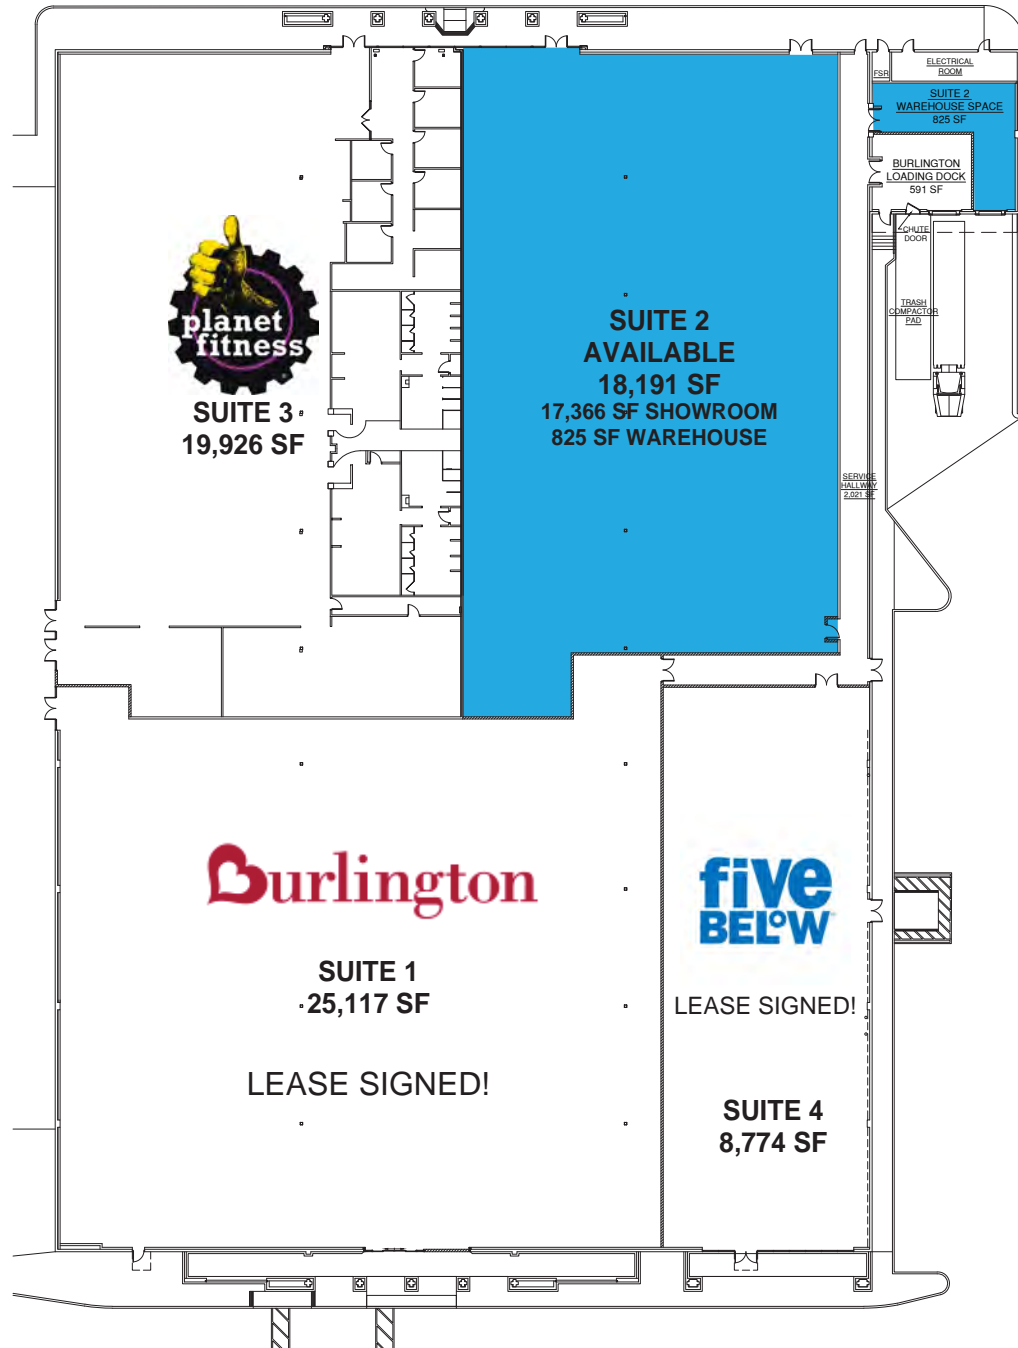 ELECTRICAL
ROOM
FSR
SUITE 2
WAREHOUSE SPACE
825 SF
BURLINGTON
LOADING DOCK
591 SF
CHUTE
DOOR
TRASH
COMPACTOR
PAD
planet
fitness
SUITE 3
19,926 SF
SUITE 2
AVAILABLE
18,191 SF
17,366 SF SHOWROOM
825 SF WAREHOUSE
SERVICE
HALLWAY
2,021 SF
Burlington
SUITE 1
25,117 SF
LEASE SIGNED!
five
BELOW
LEASE SIGNED!
SUITE 4
8,774 SF